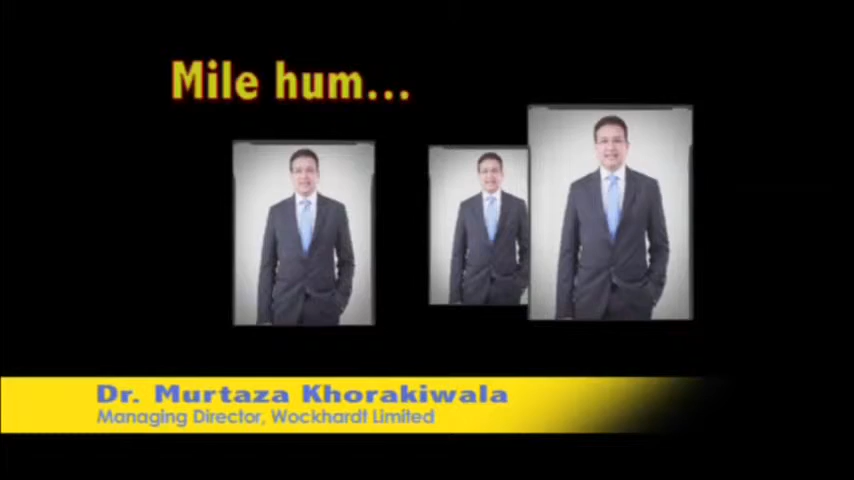 Mile hum...
Dr. Murtaza Khorakiwala
Managing Director, Wockhardt Limited